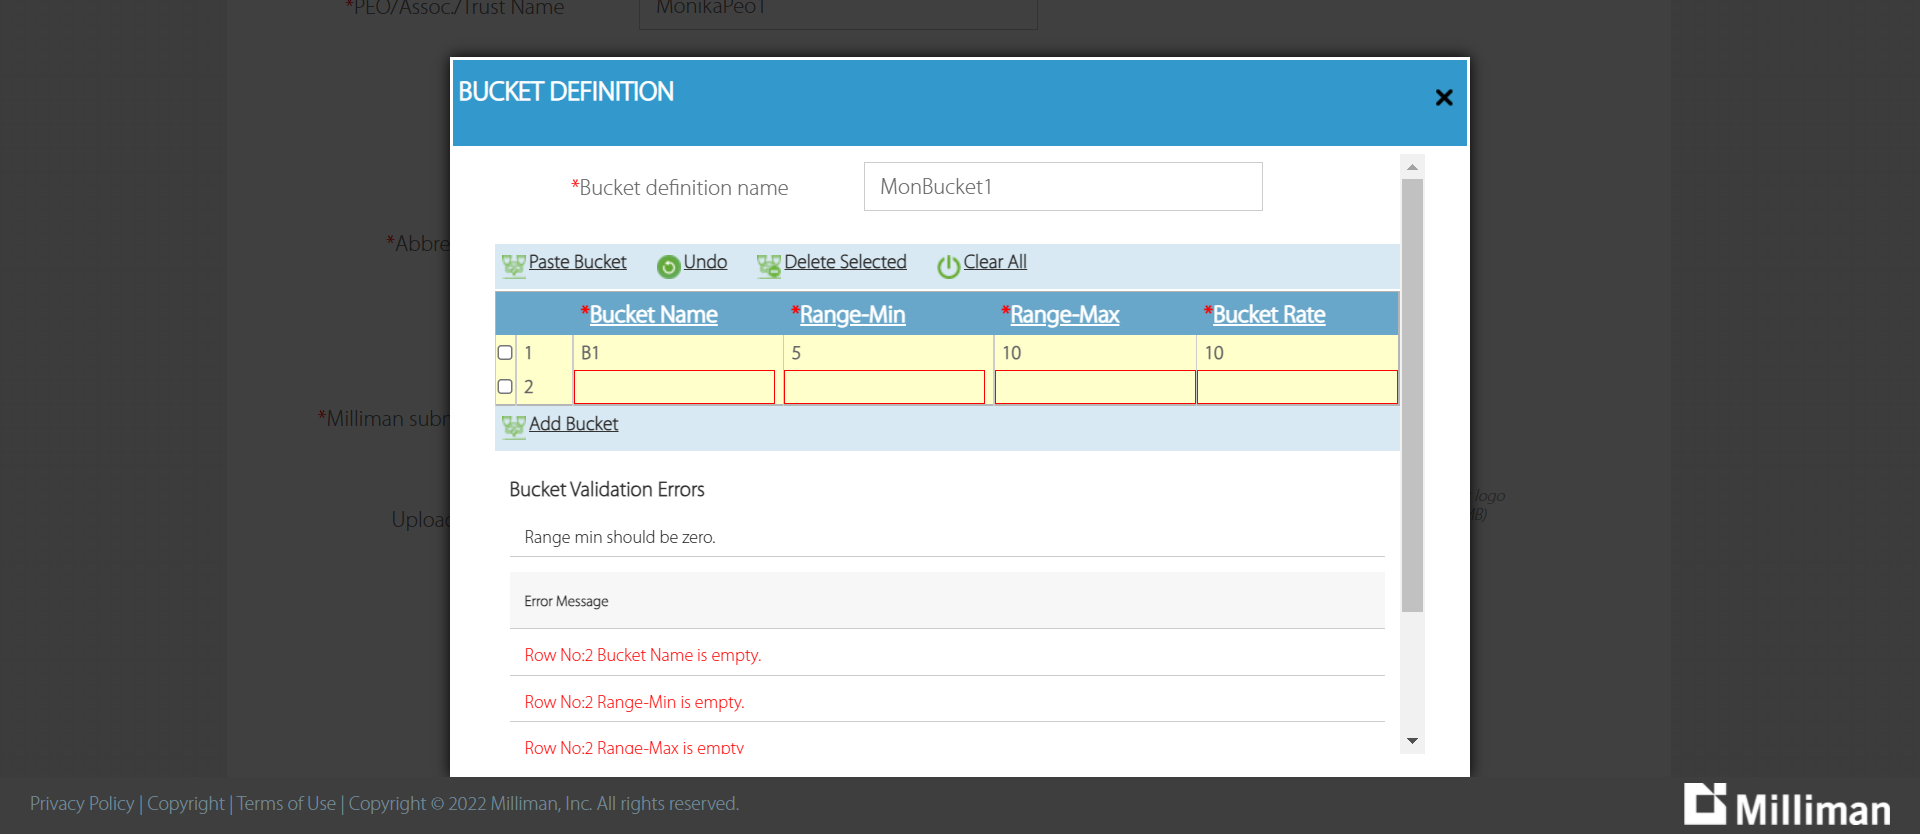 *PEO/Assoc./Trust Name MonikaPeo1
BUCKET DEFINITION
*Bucket definition name MonBucket1
*Abbre
Paste Bucket Undo Delete Selected Clear All
*Bucket Name *Range-Min *Range-Max *Bucket Rate
1 B1 5 10 10
2
*Milliman subr
Add Bucket
Bucket Validation Errors
logo
Uploa
Range min should be zero.
Error Message
Row No:2 Bucket Name is empty.
Row No:2 Range-Min is empty.
Row No:2 Range-Max is empty
Privacy Policy | Copyright | Terms of Use | Copyright © 2022 Milliman, Inc. All rights reserved.
Milliman